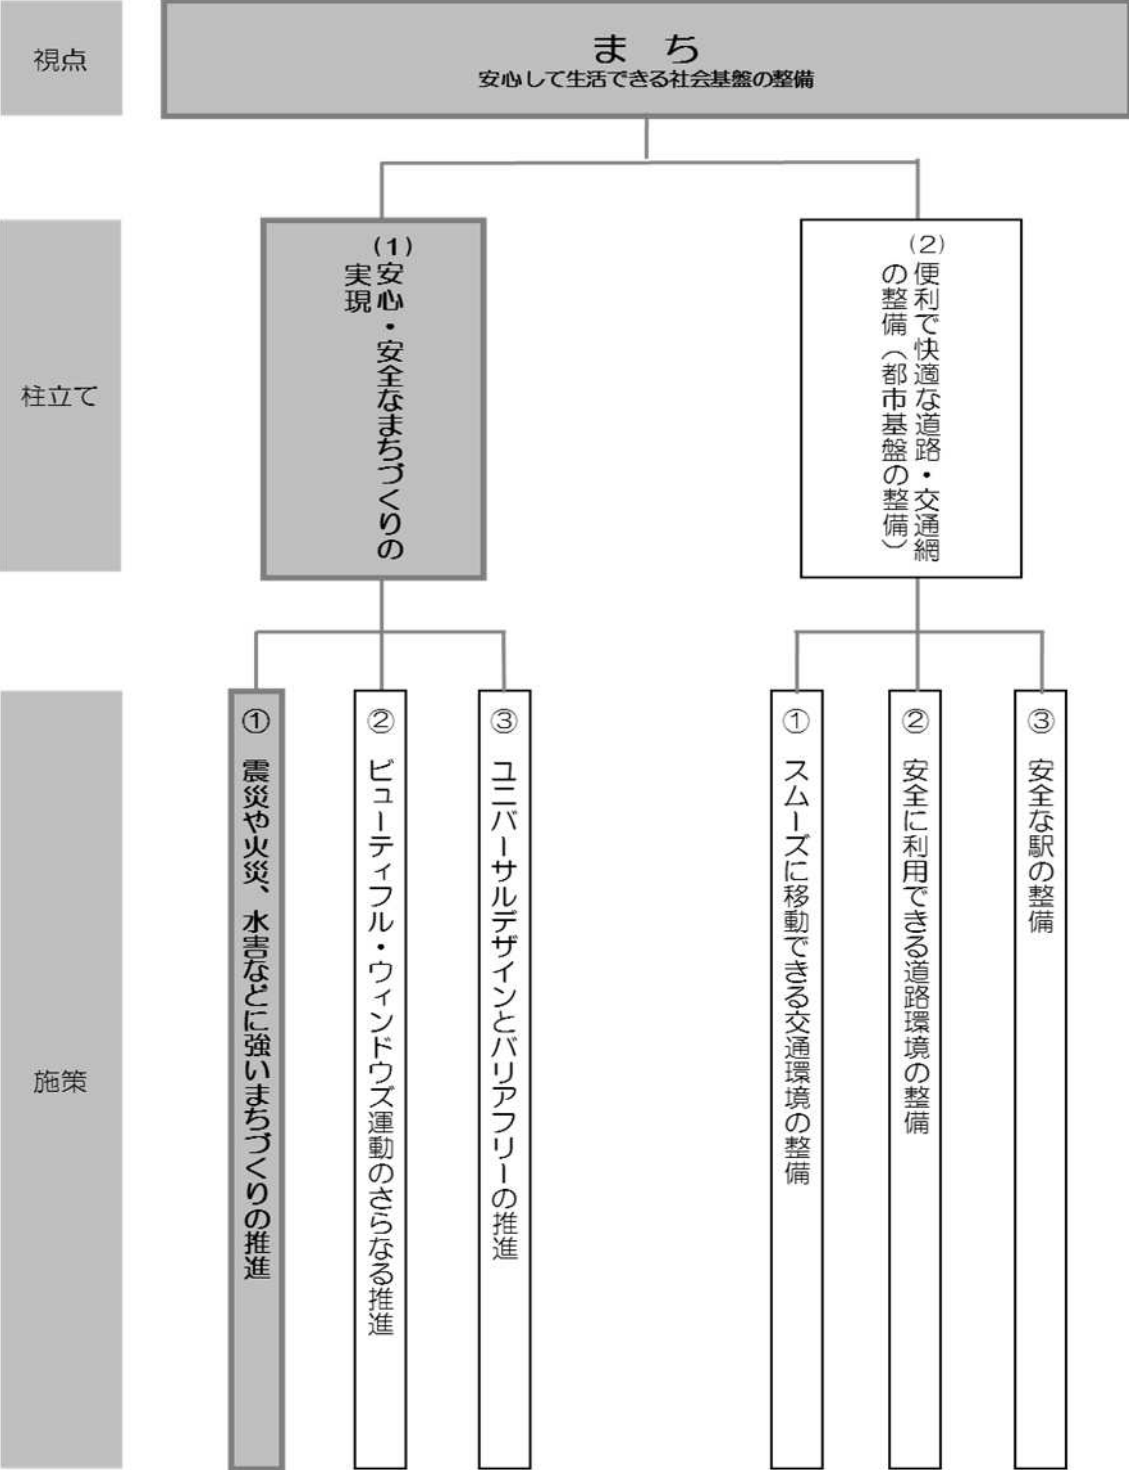 視点
まち
安心して生活できる社会基盤の整備
柱立て
(1)安心・安全なまちづくりの
実現
(2)便利で快適な道路・交通網
の整備（都市基盤の整備）
施策
① 震災や火災、水害などに強いまちづくりの推進
② ビューティフル・ウィンドウズ運動のさらなる推進
③ ユニバーサルデザインとバリアフリーの推進
① スムーズに移動できる交通環境の整備
② 安全に利用できる道路環境の整備
③ 安全な駅の整備